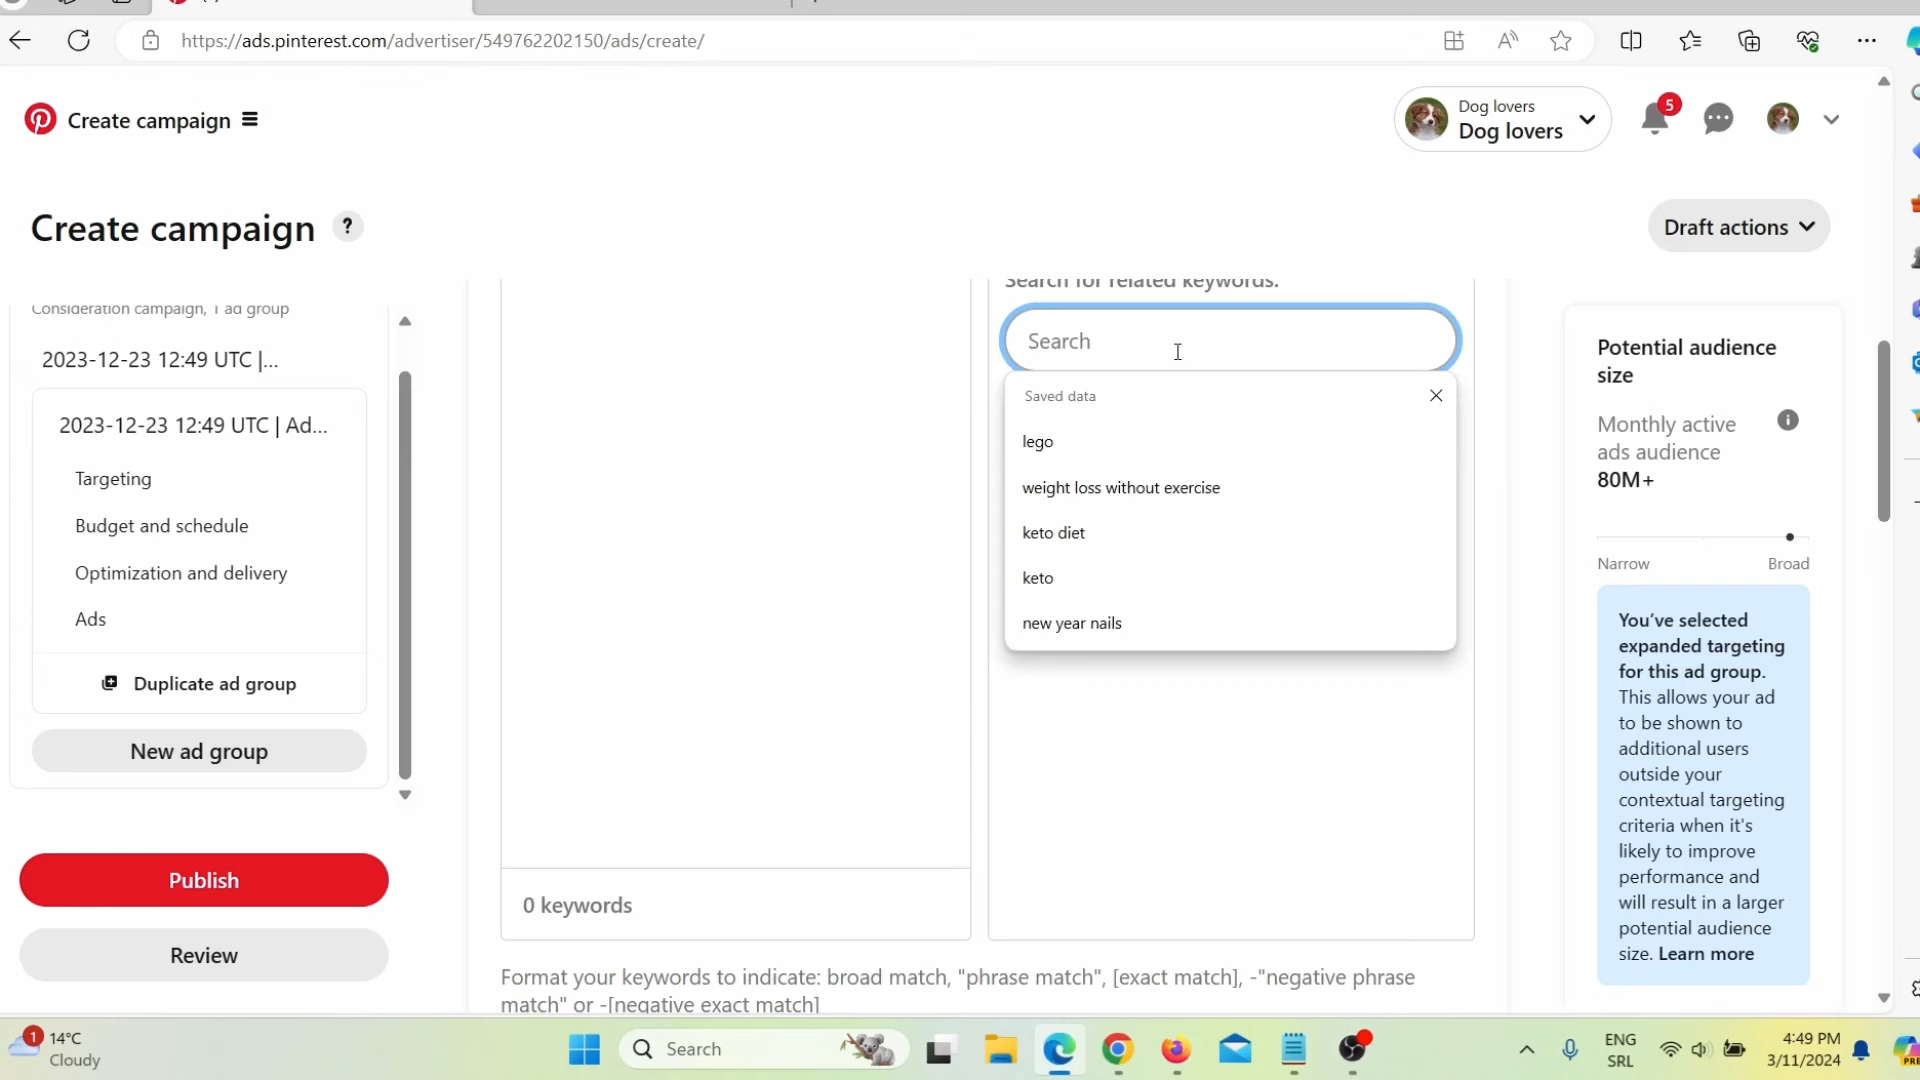 https://ads.pinterest.com/advertiser/549762202150/ads/create/
Create campaign
Dog lovers
Dog lovers
5
Create campaign
?
Draft actions
Consideration campaign, 1 ad group
2023-12-23 12:49 UTC |...
2023-12-23 12:49 UTC | Ad...
Targeting
Budget and schedule
Optimization and delivery
Ads
Duplicate ad group
New ad group
Publish
Review
0 keywords
Search for related keywords.
Search
Saved data
lego
weight loss without exercise
keto diet
keto
new year nails
Format your keywords to indicate: broad match, "phrase match", [exact match], -"negative phrase
match" or -[negative exact match]
Potential audience
size
Monthly active
ads audience
80M+
Narrow
Broad
You've selected
expanded targeting
for this ad group.
This allows your ad
to be shown to
additional users
outside your
contextual targeting
criteria when it's
likely to improve
performance and
will result in a larger
potential audience
size. Learn more
1
14°C
Cloudy
Search
ENG
SRL
4:49 PM
3/11/2024
PRE